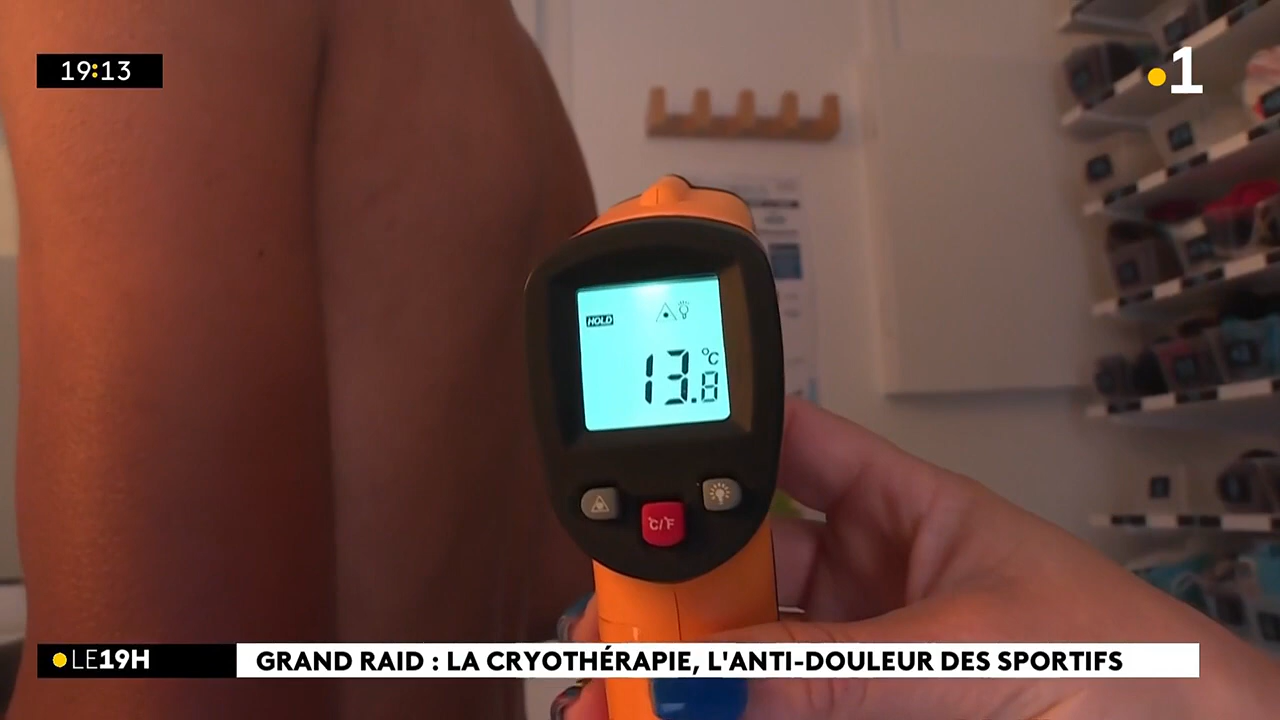 19:13
1
HOLD
°C
13.8
°C/°F
LE19H
GRAND RAID : LA CRYOTHÉRAPIE, L'ANTI-DOULEUR DES SPORTIFS